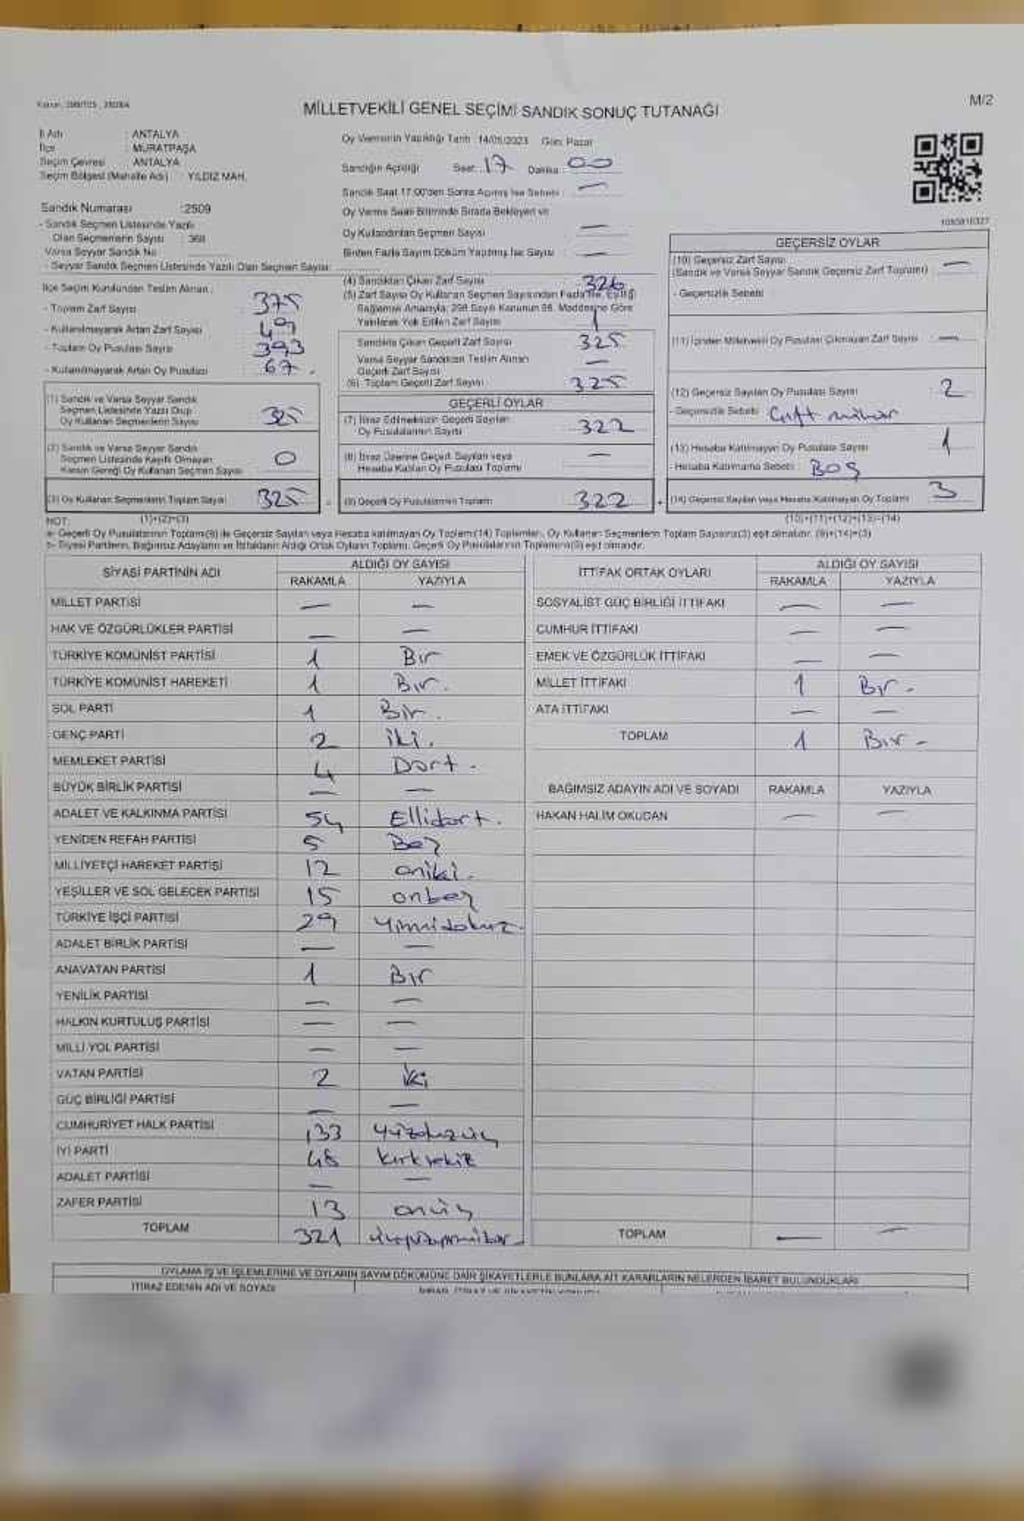 MİLLETVEKİLİ GENEL SEÇİMİ SANDIK SONUÇ TUTANAĞI
M/2
İl Adı : ANTALYA
İlçe : MURATPAŞA
Seçim Çevresi : ANTALYA
Seçim Bölgesi (Mahalle Adı) : YILDIZ MAH.
Sandık Numarası :2509
- Sandık Seçmen Listesinde Yazılı
Olan Seçmenlerin Sayısı : 368
Varsa Seyyar Sandık No
- Seyyar Sandık Seçmen Listesinde Yazılı Olan Seçmen Sayısı:
İlçe Seçim Kurulundan Teslim Alınan :
- Toplam Zarf Sayısı : 375
- Kullanılmayarak Artan Zarf Sayısı : 49
- Toplam Oy Pusulası Sayısı : 393
- Kullanılmayarak Artan Oy Pusulası : 67
(1) Sandık ve Varsa Seyyar Sandık
Seçmen Listesinde Yazılı Olup
Oy Kullanan Seçmenlerin Sayısı 325
(2) Sandık ve Varsa Seyyar Sandık
Seçmen Listesinde Kayıtlı Olmayan
Kanun Gereği Oy Kullanan Seçmen Sayısı 0
(3) Oy Kullanan Seçmenlerin Toplam Sayısı 325
(1)+(2)=(3)
Oy Vermenin Yapıldığı Tarih :14/05/2023 Gün: Pazar
Sandığın Açıldığı Saat: 17 Dakika: 00
Sandık Saat 17:00'den Sonra Açılmış İse Sebebi : —
Oy Verme Saati Bitiminde Sırada Bekleyen ve
Oy Kullandırılan Seçmen Sayısı : —
Birden Fazla Sayım Döküm Yapılmış İse Sayısı : —
(4) Sandıktan Çıkan Zarf Sayısı 326
(5) Zarf Sayısı Oy Kullanan Seçmen Sayısından Fazla İse, Eşitliği
Sağlamak Amacıyla, 298 Sayılı Kanunun 98. Maddesine Göre
Yakılarak Yok Edilen Zarf Sayısı 1
Sandıkta Çıkan Geçerli Zarf Sayısı 325
Varsa Seyyar Sandıktan Teslim Alınan
Geçerli Zarf Sayısı —
(6) Toplam Geçerli Zarf Sayısı 325
GEÇERLİ OYLAR
(7) İtiraz Edilmeksizin Geçerli Sayılan
Oy Pusulalarının Sayısı 322
(8) İtiraz Üzerine Geçerli Sayılan veya
Hesaba Katılan Oy Pusulası Toplamı —
(9) Geçerli Oy Pusulalarının Toplamı 322
GEÇERSİZ OYLAR
(10) Geçersiz Zarf Sayısı —
(Sandık ve Varsa Seyyar Sandık Geçersiz Zarf Toplamı)
- Geçersizlik Sebebi :
(11) İçinden Milletvekili Oy Pusulası Çıkmayan Zarf Sayısı —
(12) Geçersiz Sayılan Oy Pusulası Sayısı 2
- Geçersizlik Sebebi : Çift mühür
(13) Hesaba Katılmayan Oy Pusulası Sayısı 1
- Hesaba Katılmama Sebebi : BOŞ
(14) Geçersiz Sayılan veya Hesaba Katılmayan Oy Toplamı 3
(10)+(11)+(12)+(13)=(14)
NOT:
a- Geçerli Oy Pusulalarının Toplamı(9) ile Geçersiz Sayılan veya Hesaba katılmayan Oy Toplamı(14) Toplamları, Oy Kullanan Seçmenlerin Toplam Sayısına(3) eşit olmalıdır. (9)+(14)=(3)
b- Siyasi Partilerin, Bağımsız Adayların ve İttifakların Aldığı Ortak Oyların Toplamı, Geçerli Oy Pusulalarının Toplamına(9) eşit olmalıdır.
SİYASİ PARTİNİN ADI ALDIĞI OY SAYISI
RAKAMLA YAZIYLA
MİLLET PARTİSİ — —
HAK VE ÖZGÜRLÜKLER PARTİSİ — —
TÜRKİYE KOMÜNİST PARTİSİ 1 Bir
TÜRKİYE KOMÜNİST HAREKETİ 1 Bir.
SOL PARTİ 1 Bir.
GENÇ PARTİ 2 iki.
MEMLEKET PARTİSİ 4 Dört.
BÜYÜK BİRLİK PARTİSİ — —
ADALET VE KALKINMA PARTİSİ 54 Ellidört.
YENİDEN REFAH PARTİSİ 5 Beş
MİLLİYETÇİ HAREKET PARTİSİ 12 oniki.
YEŞİLLER VE SOL GELECEK PARTİSİ 15 onbeş
TÜRKİYE İŞÇİ PARTİSİ 29 yirmidokuz.
ADALET BİRLİK PARTİSİ — —
ANAVATAN PARTİSİ 1 Bir
YENİLİK PARTİSİ — —
HALKIN KURTULUŞ PARTİSİ — —
MİLLİ YOL PARTİSİ — —
VATAN PARTİSİ 2 iki
GÜÇ BİRLİĞİ PARTİSİ — —
CUMHURİYET HALK PARTİSİ 133
İYİ PARTİ 48 kırksekiz
ADALET PARTİSİ — —
ZAFER PARTİSİ 13 onüç
TOPLAM 321
İTTİFAK ORTAK OYLARI ALDIĞI OY SAYISI
RAKAMLA YAZIYLA
SOSYALİST GÜÇ BİRLİĞİ İTTİFAKI — —
CUMHUR İTTİFAKI — —
EMEK VE ÖZGÜRLÜK İTTİFAKI — —
MİLLET İTTİFAKI 1 Bir.
ATA İTTİFAKI — —
TOPLAM 1 Bir.
BAĞIMSIZ ADAYIN ADI VE SOYADI RAKAMLA YAZIYLA
HAKAN HALİM OKUDAN — —
TOPLAM — —
OYLAMA İŞ VE İŞLEMLERİNE VE OYLARIN SAYIM DÖKÜMÜNE DAİR ŞİKAYETLERLE BUNLARA AİT KARARLARIN NELERDEN İBARET BULUNDUKLARI
İTİRAZ EDENİN ADI VE SOYADI